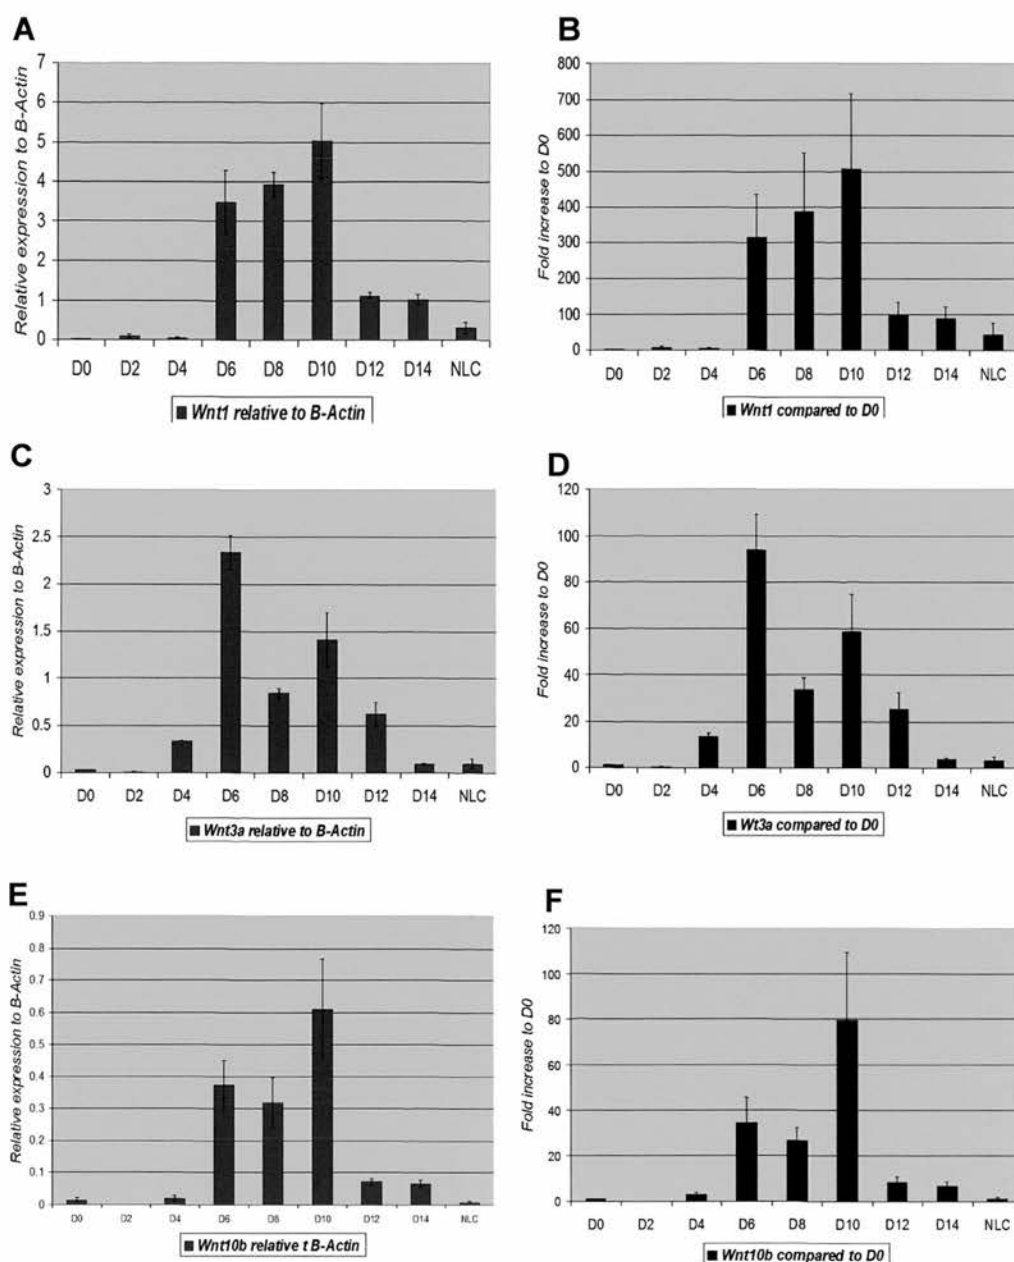 A
7
6
5
4
3
2
1
0
Relative expression to B-Actin
D0 D2 D4 D6 D8 D10 D12 D14 NLC
Wnt1 relative to B-Actin
B
800
700
600
500
400
300
200
100
0
Fold increase to D0
D0 D2 D4 D6 D8 D10 D12 D14 NLC
Wnt1 compared to D0
C
3
2.5
2
1.5
1
0.5
0
Relative expression to B-Actin
D0 D2 D4 D6 D8 D10 D12 D14 NLC
Wnt3a relative to B-Actin
D
120
100
80
60
40
20
0
Fold increase to D0
D0 D2 D4 D6 D8 D10 D12 D14 NLC
Wt3a compared to D0
E
0.9
0.8
0.7
0.6
0.5
0.4
0.3
0.2
0.1
0
Relative expression to B-Actin
D0 D2 D4 D6 D8 D10 D12 D14 NLC
Wnt10b relative t B-Actin
F
120
100
80
60
40
20
0
Fold increase to D0
D0 D2 D4 D6 D8 D10 D12 D14 NLC
Wnt10b compared to D0